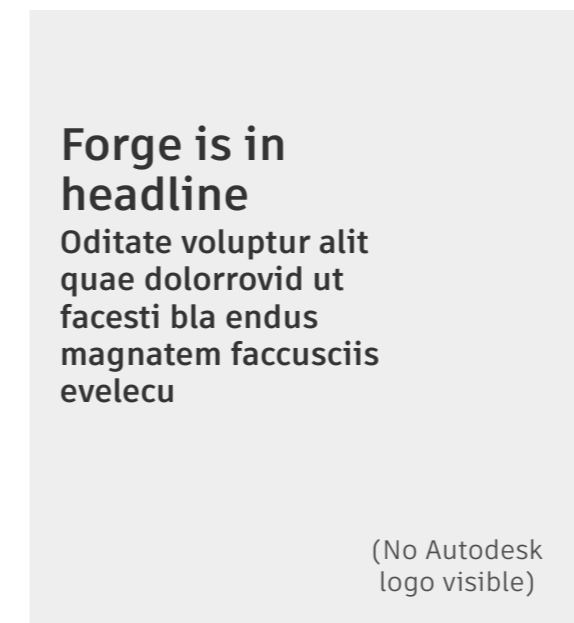 Forge is in
headline
Oditate voluptur alit
quae dolorrovid ut
facesti bla endus
magnatem faccusciis
evelecu
(No Autodesk
logo visible)